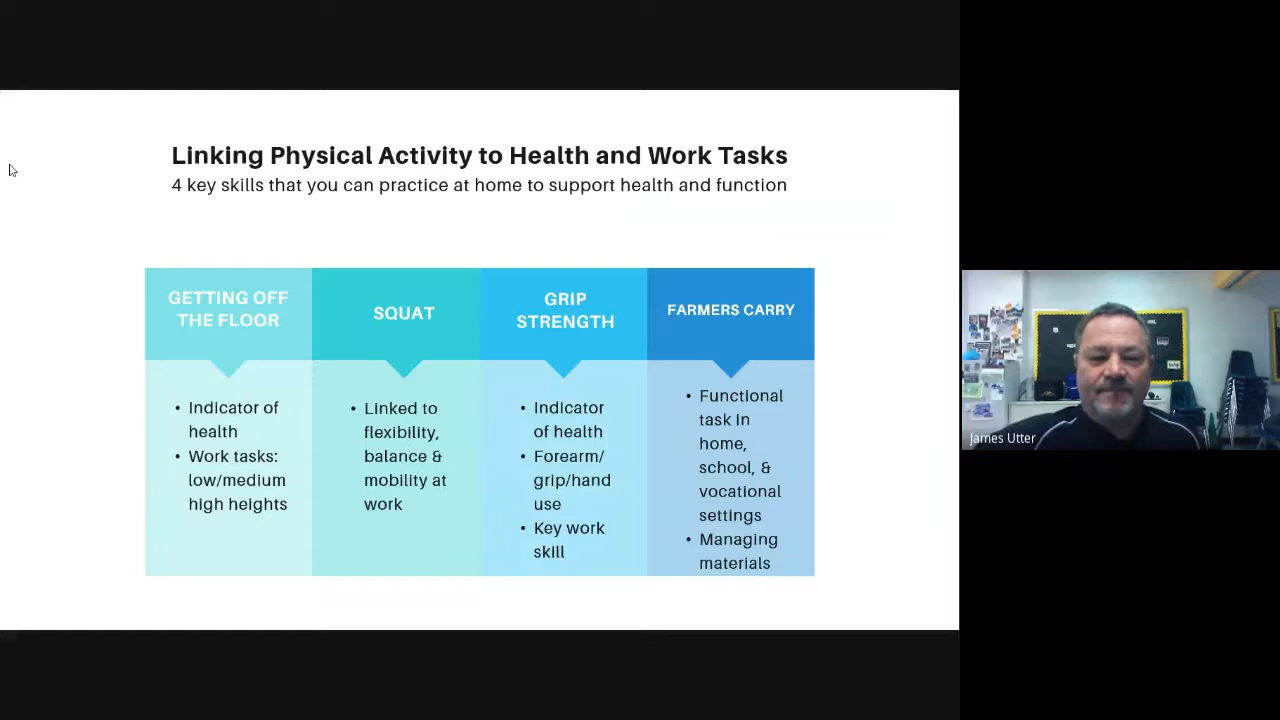 Linking Physical Activity to Health and Work Tasks
4 key skills that you can practice at home to support health and function
GETTING OFF
THE FLOOR
• Indicator of
health
• Work tasks:
low/medium
high heights
SQUAT
• Linked to
flexibility,
balance &
mobility at
work
GRIP
STRENGTH
• Indicator
of health
• Forearm/
grip/hand
use
• Key work
skill
FARMERS CARRY
• Functional
task in
home,
school, &
vocational
settings
• Managing
materials
James Utter